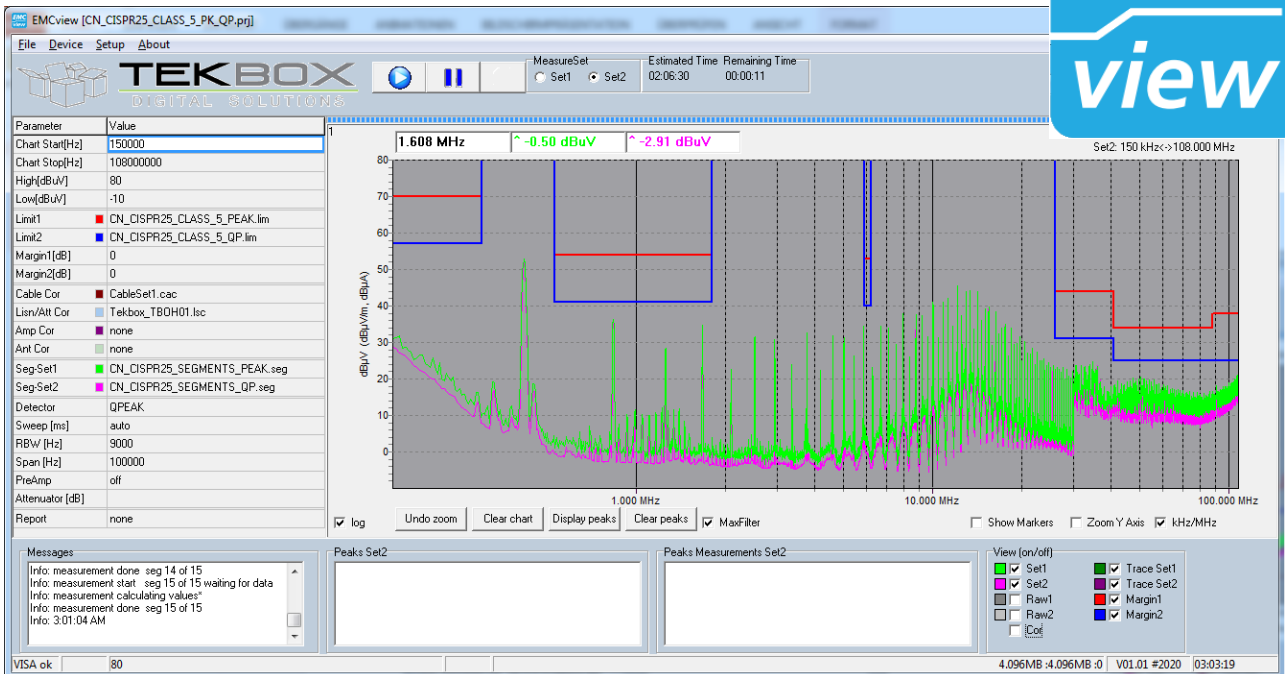 EMCview [CN_CISPR25_CLASS_5_PK_QP.prj]
File Device Setup About
view
TEKBOX
DIGITAL SOLUTIONS
MeasureSet
Set1 Set2
Estimated Time Remaining Time
02:06:30 00:00:11
Parameter Value
Chart Start[Hz] 150000
Chart Stop[Hz] 108000000
High[dBuV] 80
Low[dBuV] -10
Limit1 CN_CISPR25_CLASS_5_PEAK.lim
Limit2 CN_CISPR25_CLASS_5_QP.lim
Margin1[dB] 0
Margin2[dB] 0
Cable Cor CableSet1.cac
Lisn/Att Cor Tekbox_TBOH01.lsc
Amp Cor none
Ant Cor none
Seg-Set1 CN_CISPR25_SEGMENTS_PEAK.seg
Seg-Set2 CN_CISPR25_SEGMENTS_QP.seg
Detector QPEAK
Sweep [ms] auto
RBW [Hz] 9000
Span [Hz] 100000
PreAmp off
Attenuator [dB]
Report none
1
1.608 MHz ^ -0.50 dBuV ^ -2.91 dBuV
Set2: 150 kHz<->108.000 MHz
dBµV (dBµV/m, dBµA)
80
70
60
50
40
30
20
10
0
1.000 MHz 10.000 MHz 100.000 MHz
log Undo zoom Clear chart Display peaks Clear peaks MaxFilter Show Markers Zoom Y Axis kHz/MHz
Messages
Info: measurement done seg 14 of 15
Info: measurement start seg 15 of 15 waiting for data
Info: measurement calculating values*
Info: measurement done seg 15 of 15
Info: 3:01:04 AM
Peaks Set2
Peaks Measurements Set2
View (on/off)
Set1 Trace Set1
Set2 Trace Set2
Raw1 Margin1
Raw2 Margin2
Cor
VISA ok 80 4.096MB :4.096MB :0 V01.01 #2020 03:03:19